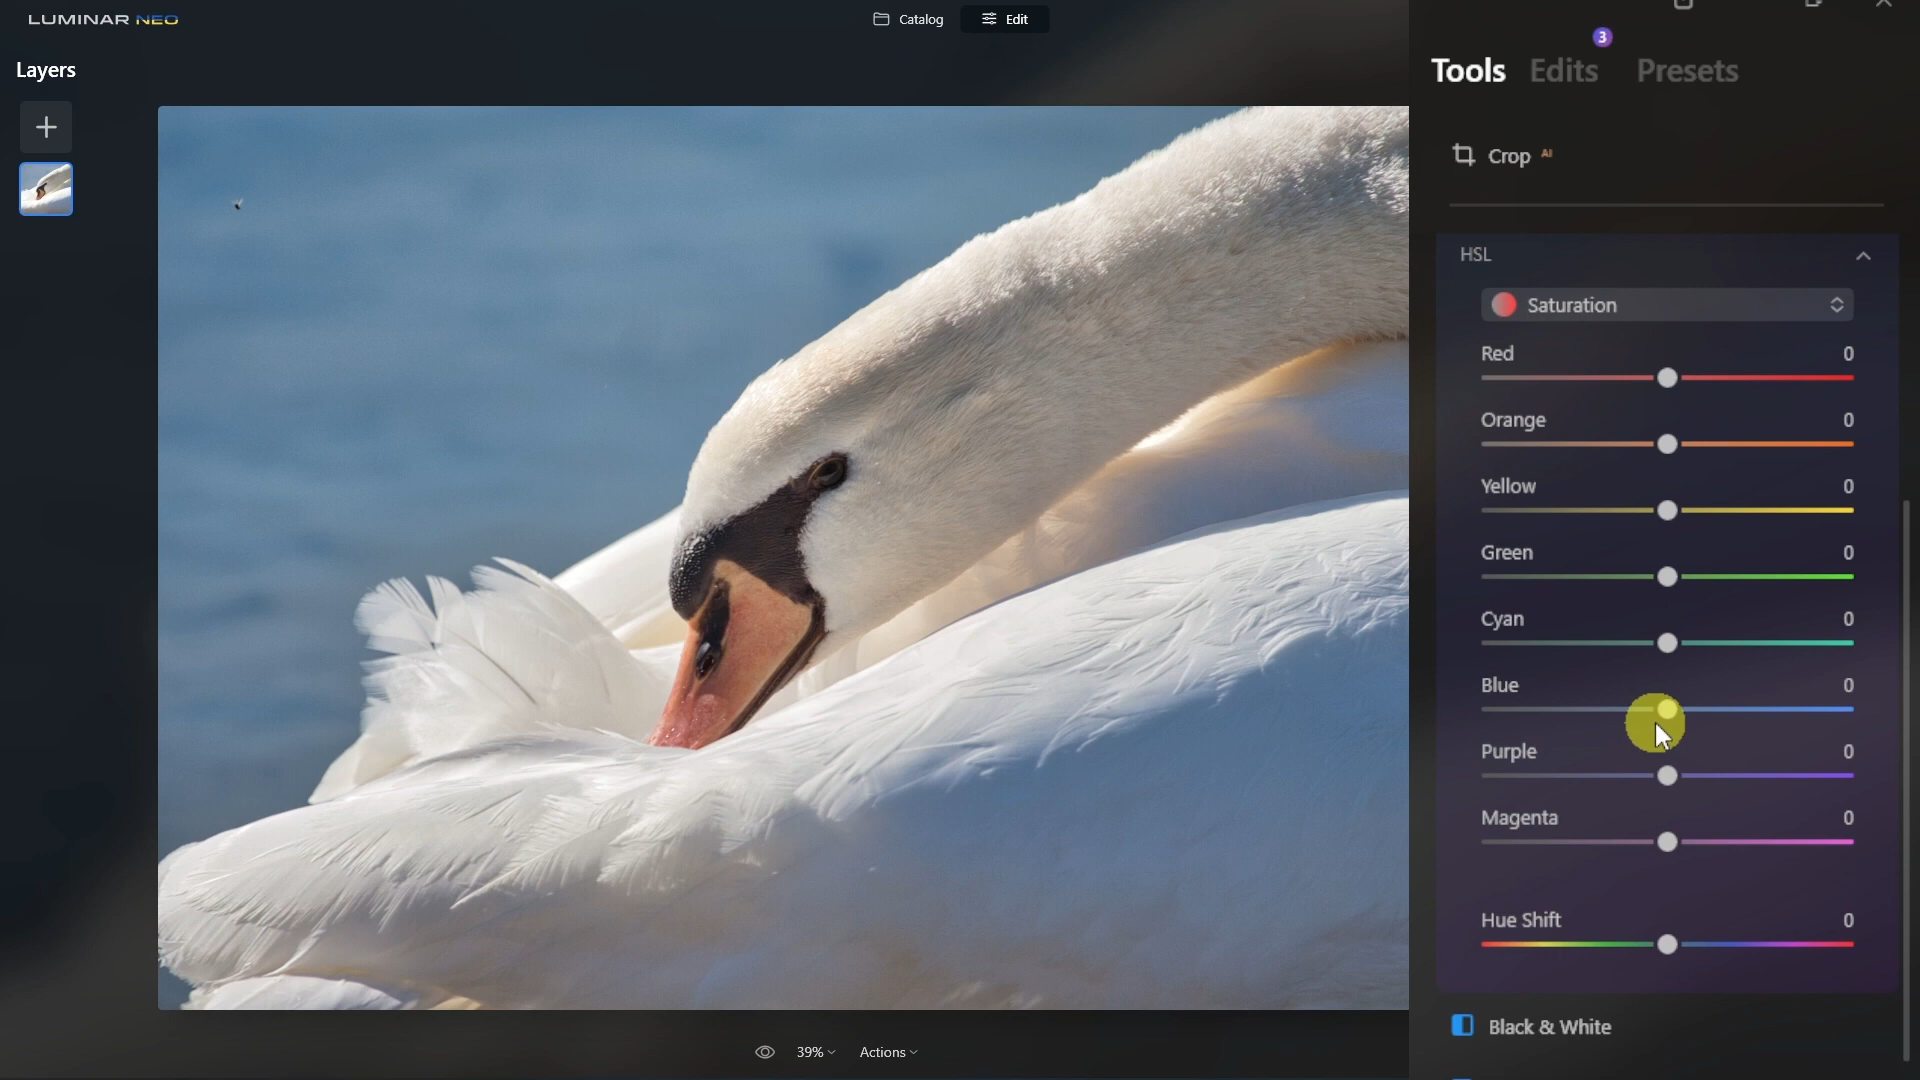 LUMINAR NEO
Catalog
Edit
Layers
3
Tools
Edits
Presets
Crop AI
HSL
Saturation
Red 0
Orange 0
Yellow 0
Green 0
Cyan 0
Blue 0
Purple 0
Magenta 0
Hue Shift 0
Black & White
39%
Actions